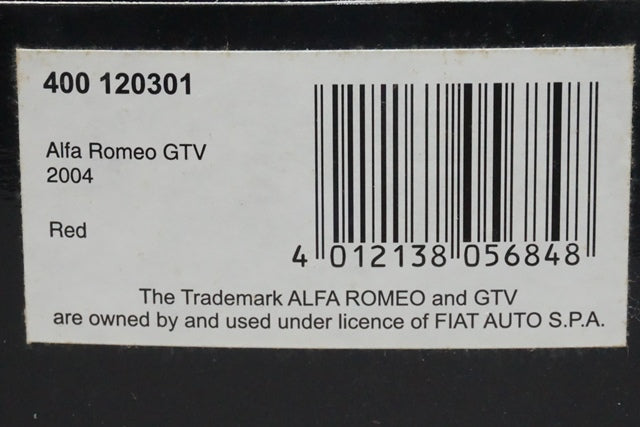 400 120301
Alfa Romeo GTV
2004
Red
4 012138 056848
The Trademark ALFA ROMEO and GTV
are owned by and used under licence of FIAT AUTO S.P.A.